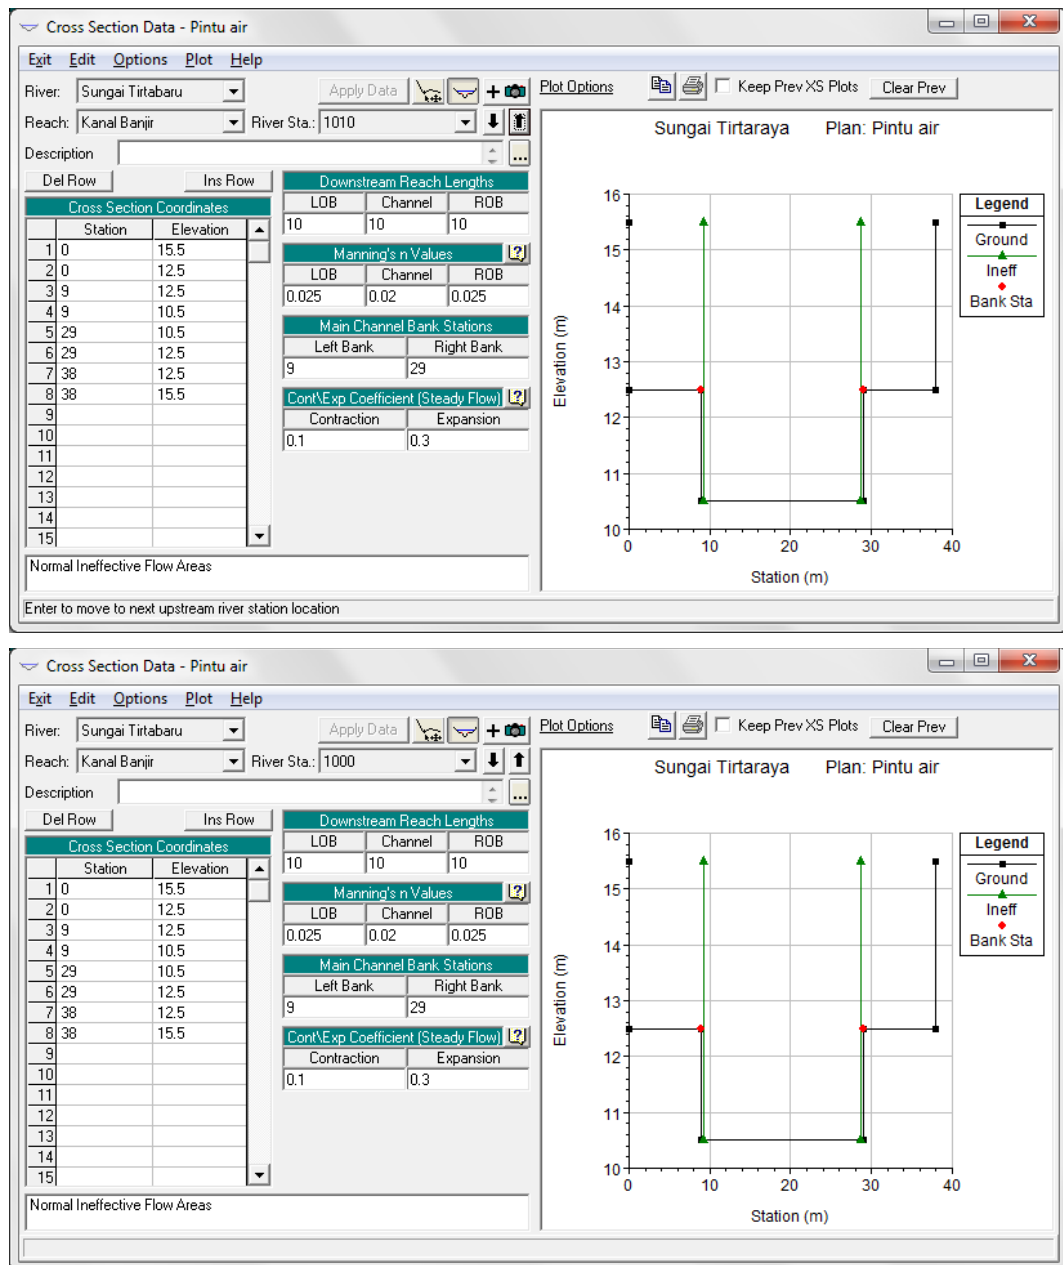 Cross Section Data - Pintu air
Exit Edit Options Plot Help
River: Sungai Tirtabaru Apply Data + Plot Options Keep Prev XS Plots Clear Prev
Reach: Kanal Banjir River Sta.: 1010
Description ...
Del Row Ins Row
Cross Section Coordinates
Station Elevation
1 0 15.5
2 0 12.5
3 9 12.5
4 9 10.5
5 29 10.5
6 29 12.5
7 38 12.5
8 38 15.5
9
10
11
12
13
14
15
Downstream Reach Lengths
LOB Channel ROB
10 10 10
Manning's n Values ?
LOB Channel ROB
0.025 0.02 0.025
Main Channel Bank Stations
Left Bank Right Bank
9 29
Cont\Exp Coefficient (Steady Flow) ?
Contraction Expansion
0.1 0.3
Normal Ineffective Flow Areas
Enter to move to next upstream river station location
Sungai Tirtaraya Plan: Pintu air
16
15
14
13
12
11
10
Elevation (m)
0 10 20 30 40
Station (m)
Legend
Ground
Ineff
Bank Sta
Cross Section Data - Pintu air
Exit Edit Options Plot Help
River: Sungai Tirtabaru Apply Data + Plot Options Keep Prev XS Plots Clear Prev
Reach: Kanal Banjir River Sta.: 1000
Description ...
Del Row Ins Row
Cross Section Coordinates
Station Elevation
1 0 15.5
2 0 12.5
3 9 12.5
4 9 10.5
5 29 10.5
6 29 12.5
7 38 12.5
8 38 15.5
9
10
11
12
13
14
15
Downstream Reach Lengths
LOB Channel ROB
10 10 10
Manning's n Values ?
LOB Channel ROB
0.025 0.02 0.025
Main Channel Bank Stations
Left Bank Right Bank
9 29
Cont\Exp Coefficient (Steady Flow) ?
Contraction Expansion
0.1 0.3
Normal Ineffective Flow Areas
Sungai Tirtaraya Plan: Pintu air
16
15
14
13
12
11
10
Elevation (m)
0 10 20 30 40
Station (m)
Legend
Ground
Ineff
Bank Sta